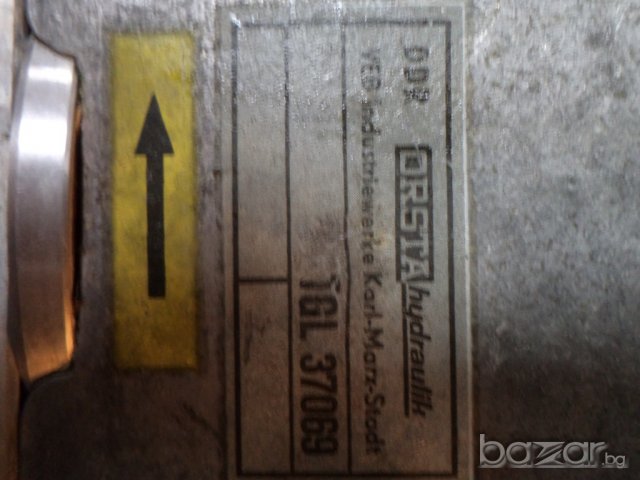 DDR ORSTA hydraulik
VEB Industriewerke Karl-Marx-Stadt
TGL 37069
bazar.bg